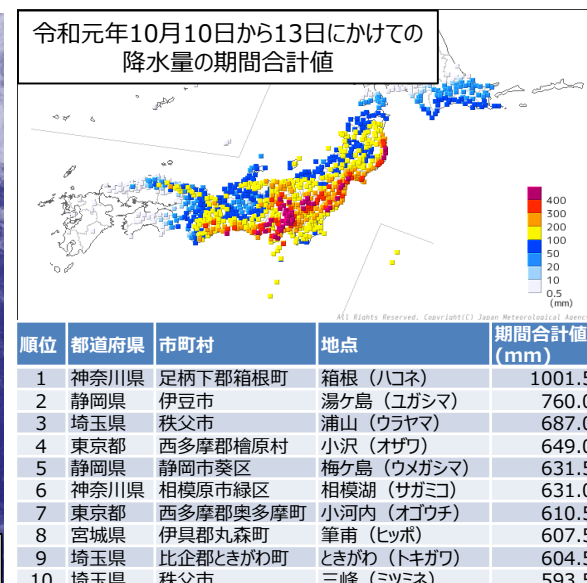 令和元年10月10日から13日にかけての
降水量の期間合計値
400
300
200
100
50
20
10
0.5
(mm)
All Rights Reserved. Copyright(C) Japan Meteorological Agency
順位 都道府県 市町村 地点 期間合計値
(mm)
1 神奈川県 足柄下郡箱根町 箱根（ハコネ） 1001.5
2 静岡県 伊豆市 湯ケ島（ユガシマ） 760.0
3 埼玉県 秩父市 浦山（ウラヤマ） 687.0
4 東京都 西多摩郡檜原村 小沢（オザワ） 649.0
5 静岡県 静岡市葵区 梅ケ島（ウメガシマ） 631.5
6 神奈川県 相模原市緑区 相模湖（サガミコ） 631.0
7 東京都 西多摩郡奥多摩町 小河内（オゴウチ） 610.5
8 宮城県 伊具郡丸森町 筆甫（ヒッポ） 607.5
9 埼玉県 比企郡ときがわ町 ときがわ（トキガワ） 604.5
10 埼玉県 秩父市 三峰（ミツミネ） 593.5